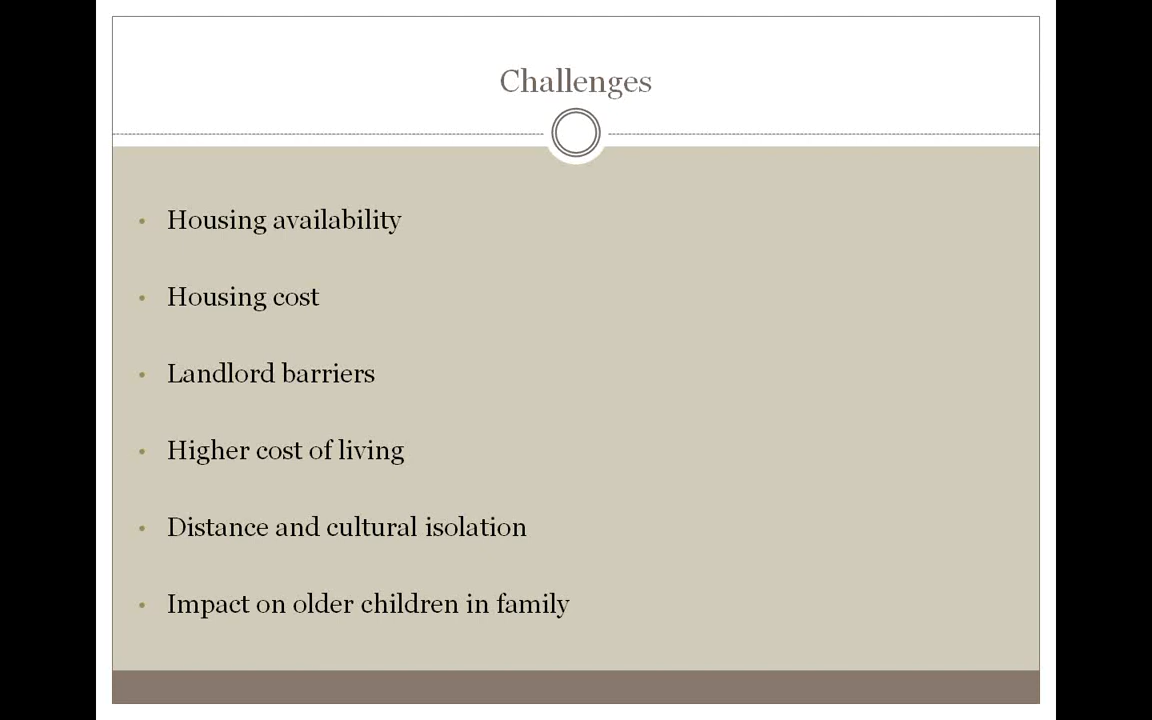 Challenges
• Housing availability
• Housing cost
• Landlord barriers
• Higher cost of living
• Distance and cultural isolation
• Impact on older children in family